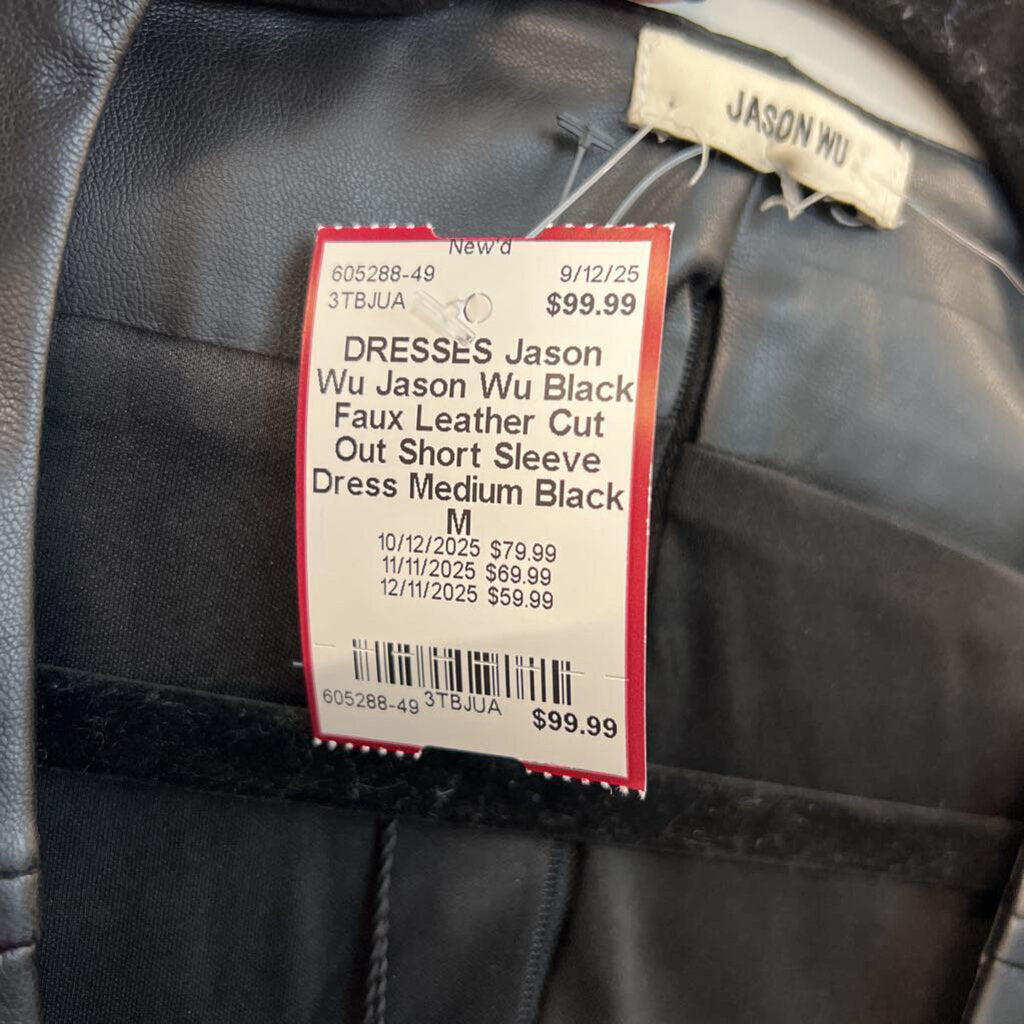 JASON WU
New'd
605288-49 9/12/25
3TBJUA $99.99
DRESSES Jason
Wu Jason Wu Black
Faux Leather Cut
Out Short Sleeve
Dress Medium Black
M
10/12/2025 $79.99
11/11/2025 $69.99
12/11/2025 $59.99
605288-49 3TBJUA $99.99